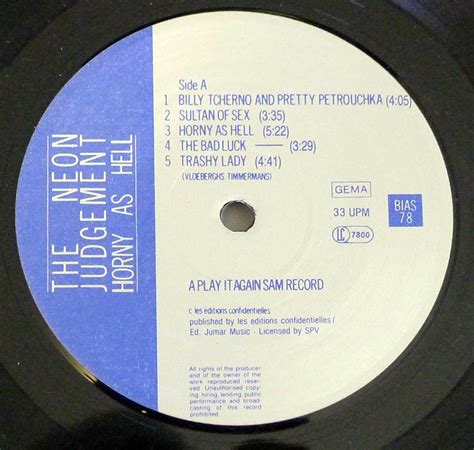 THE NEON
JUDGEMENT
HORNY AS HELL
Side A
1 BILLY TCHERNO AND PRETTY PETROUCHKA (4:05)
2 SULTAN OF SEX (3:35)
3 HORNY AS HELL (5:22)
4 THE BAD LUCK —— (3:29)
5 TRASHY LADY (4:41)
(VLOEBERGHS TIMMERMANS)
GEMA
33 UPM
BIAS
78
LC 7800
A PLAY IT AGAIN SAM RECORD
c les editions confidentielles
published by les editions confidentielles /
Ed. Jumar Music - Licensed by SPV
All rights of the producer
and of the owner of the
work reproduced reser-
ved. Unauthorised copy-
ing, hiring, lending, public
performance and broad-
casting of this record
prohibited